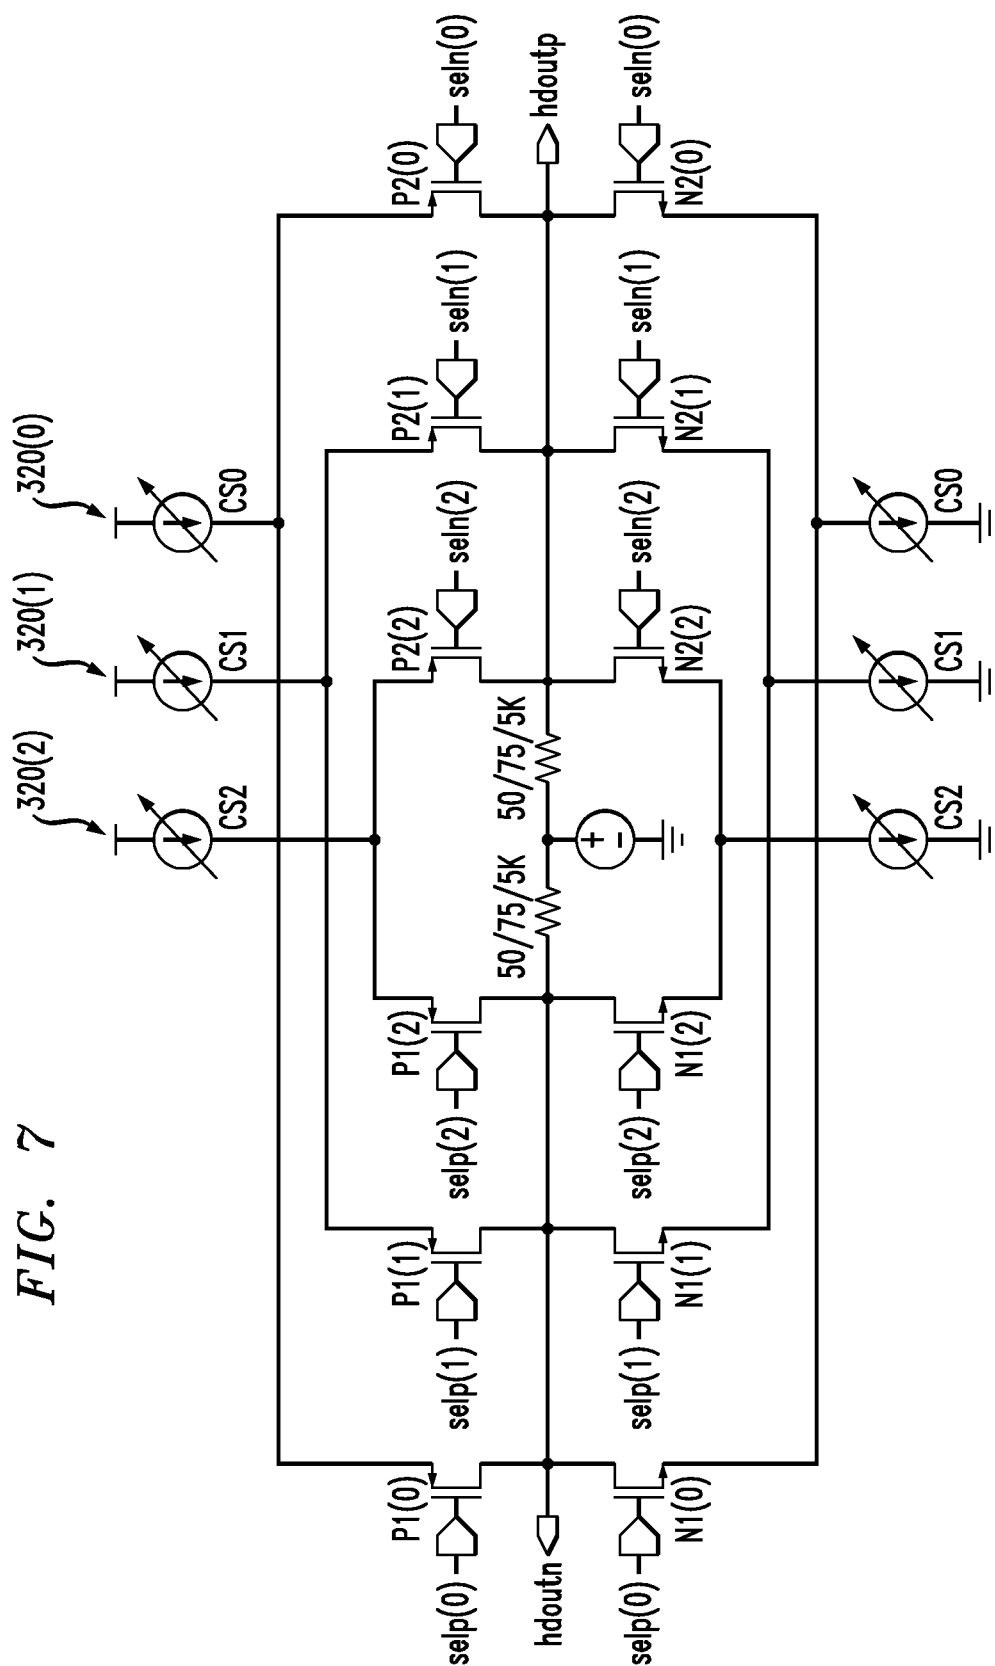 FIG. 7
320(2)
320(1)
320(0)
CS2
CS1
CS0
selp(0)
P1(0)
selp(1)
P1(1)
selp(2)
P1(2)
P2(2)
seln(2)
P2(1)
seln(1)
P2(0)
seln(0)
hdoutn
50/75/5K
50/75/5K
hdoutp
+
-
selp(0)
N1(0)
selp(1)
N1(1)
selp(2)
N1(2)
N2(2)
seln(2)
N2(1)
seln(1)
N2(0)
seln(0)
CS2
CS1
CS0